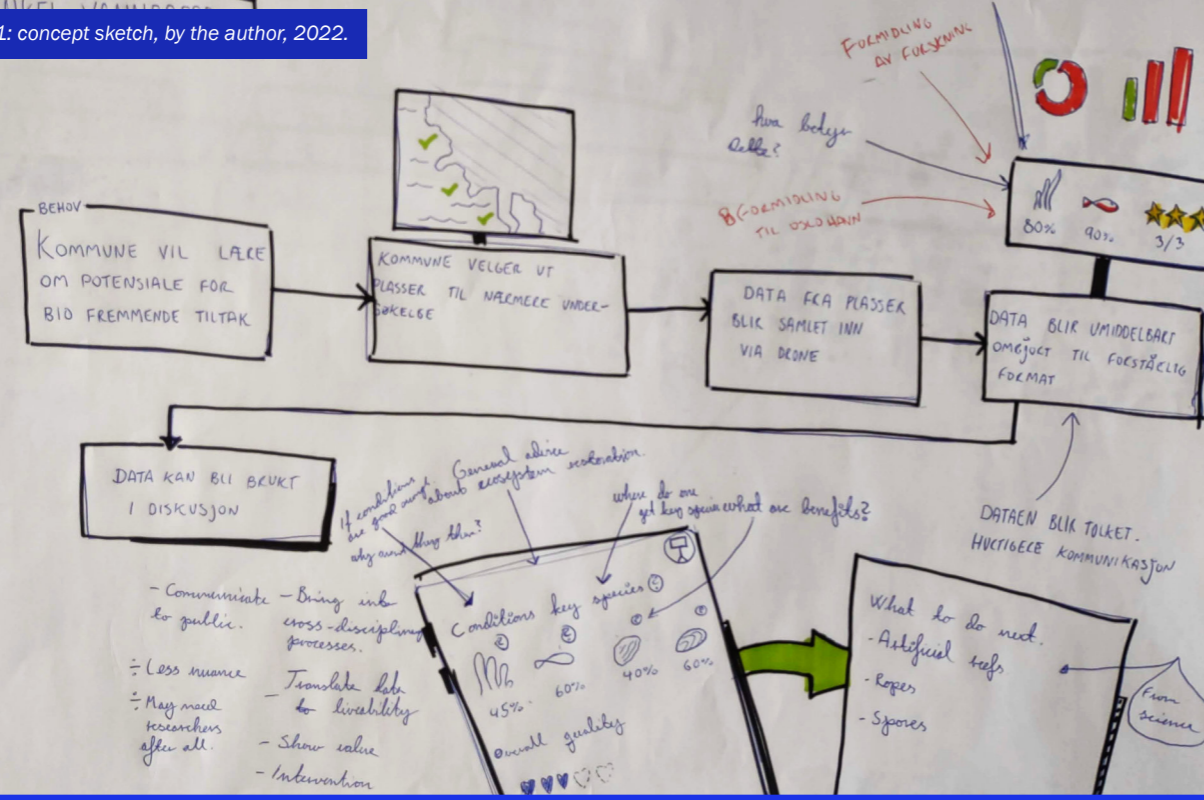 1: concept sketch, by the author, 2022.
FORMIDLING
AV FORSKNING
hva betyr
dette?
FORMIDLING
TIL OSLO HAVN
80%
90%
3/3
BEHOV
KOMMUNE VIL LÆRE
OM POTENSIALE FOR
BIO FREMMENDE TILTAK
KOMMUNE VELGER UT
PLASSER TIL NÆRMERE UNDER-
SØKELSE
DATA FRA PLASSER
BLIR SAMLET INN
VIA DRONE
DATA BLIR UMIDDELBART
OMGJORT TIL FORSTÅELIG
FORMAT
DATA KAN BLI BRUKT
I DISKUSJON
If conditions
are good
why arent they there?
General advice
about ecosystem restoration.
where do one
get key species
what are benefits?
DATAEN BLIR TOLKET.
HURTIGERE KOMMUNIKASJON
- Communicate
to public.
÷ Less nuance
÷ May need
researchers
after all.
- Bring into
cross-disciplinary
processes.
- Translate data
to liveability
- Show value
- Intervention
Conditions key species
45%
60%
40%
60%
Overall quality
What to do next.
- Artificial reefs
- Ropes
- Spores
From
science